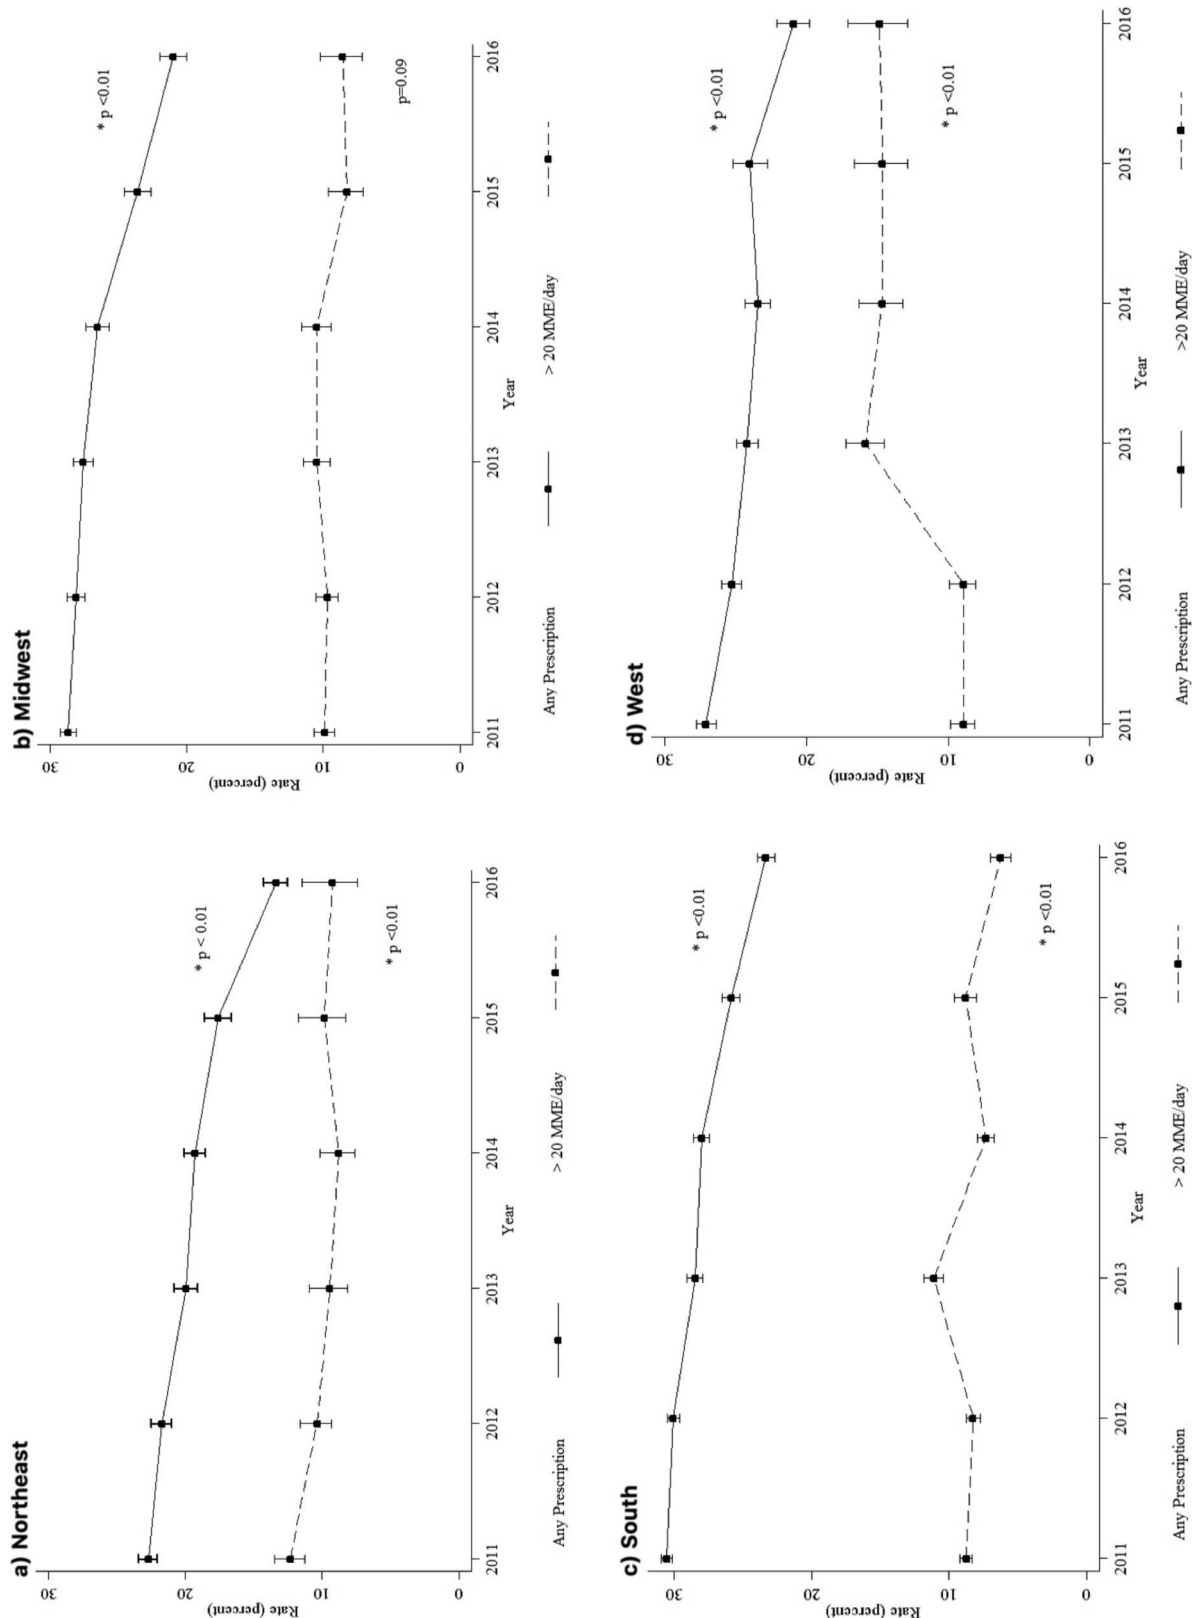 a) Northeast
30
20
10
0
Rate (percent)
* p < 0.01
* p <0.01
2011 2012 2013 2014 2015 2016
Year
Any Prescription > 20 MME/day
b) Midwest
30
20
10
0
Rate (percent)
* p <0.01
p=0.09
2011 2012 2013 2014 2015 2016
Year
Any Prescription > 20 MME/day
c) South
30
20
10
0
Rate (percent)
* p <0.01
* p <0.01
2011 2012 2013 2014 2015 2016
Year
Any Prescription > 20 MME/day
d) West
30
20
10
0
Rate (percent)
* p <0.01
* p <0.01
2011 2012 2013 2014 2015 2016
Year
Any Prescription >20 MME/day